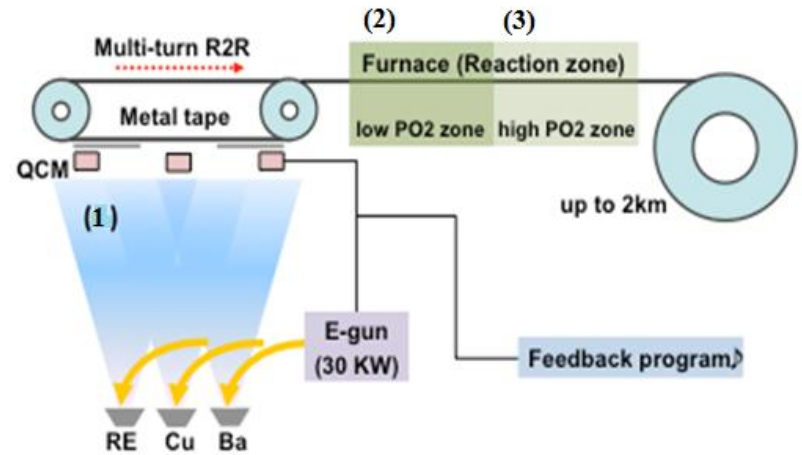 (2)
(3)
Multi-turn R2R
Furnace (Reaction zone)
Metal tape
low PO2 zone
high PO2 zone
QCM
up to 2km
(1)
E-gun
(30 KW)
Feedback program♪
RE
Cu
Ba